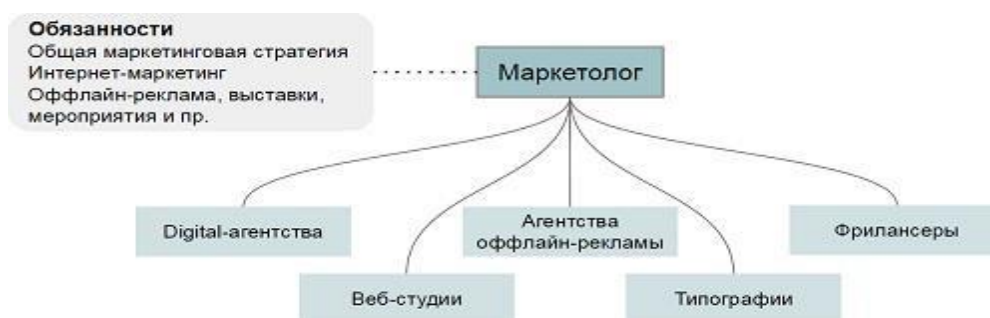 Обязанности
Общая маркетинговая стратегия
Интернет-маркетинг
Оффлайн-реклама, выставки,
мероприятия и пр.
Маркетолог
Digital-агентства
Агентства
оффлайн-рекламы
Фрилансеры
Веб-студии
Типографии